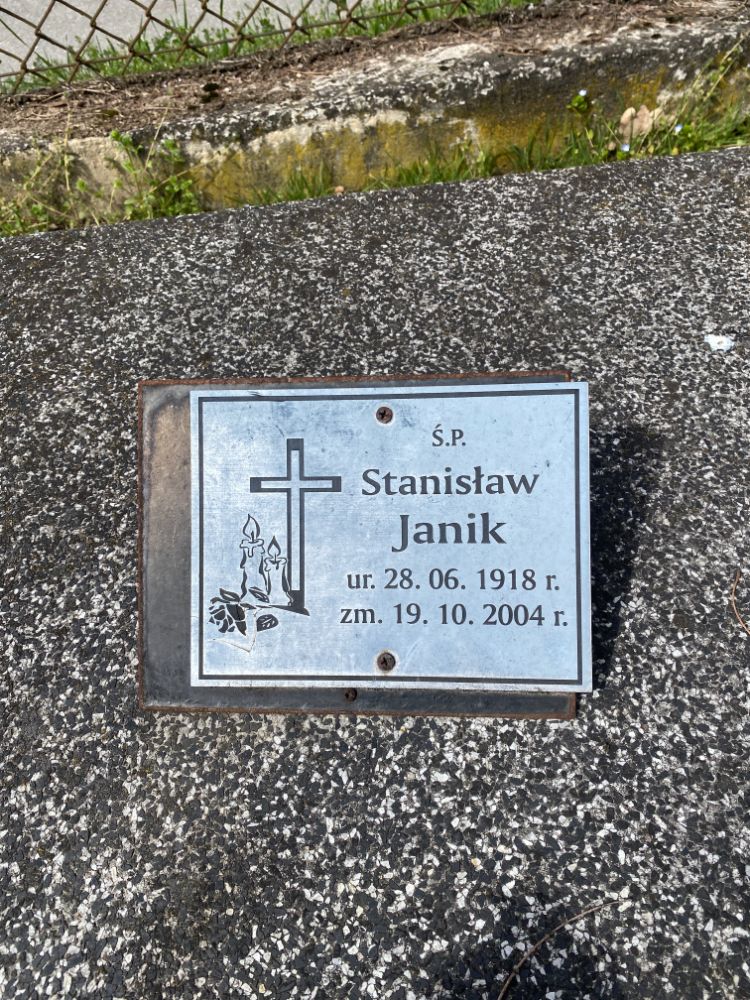 Ś.P.
Stanisław
Janik
ur. 28. 06. 1918 r.
zm. 19. 10. 2004 r.